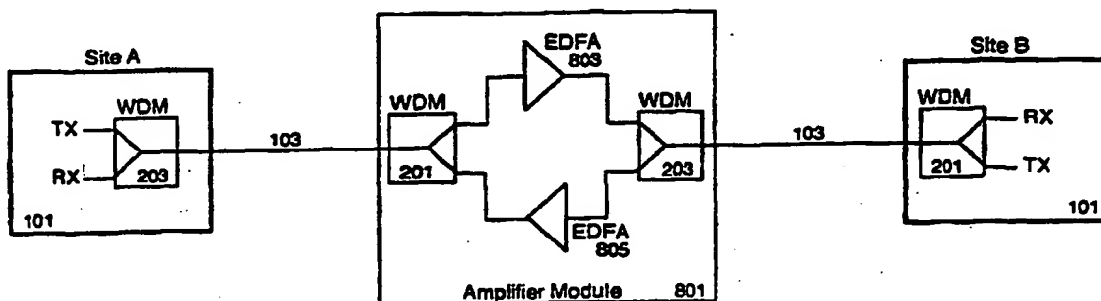 Site A
WDM
TX
RX
203
101
103
EDFA
803
WDM
201
WDM
203
EDFA
805
Amplifier Module 801
103
Site B
WDM
RX
TX
201
101